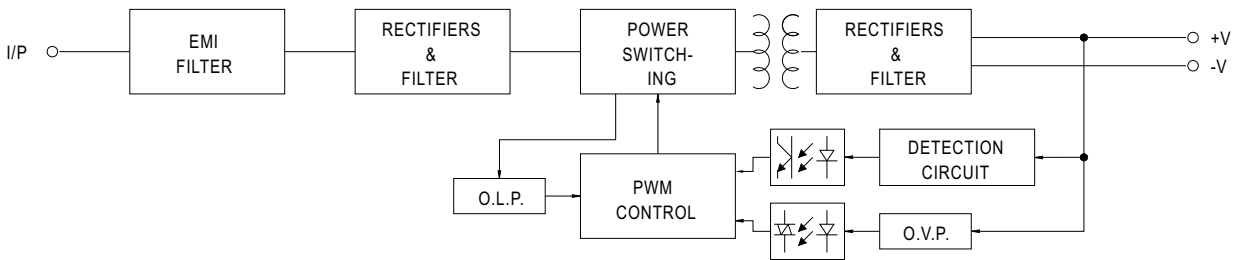 I/P
EMI
FILTER
RECTIFIERS
&
FILTER
POWER
SWITCH-
ING
RECTIFIERS
&
FILTER
+V
-V
O.L.P.
PWM
CONTROL
DETECTION
CIRCUIT
O.V.P.